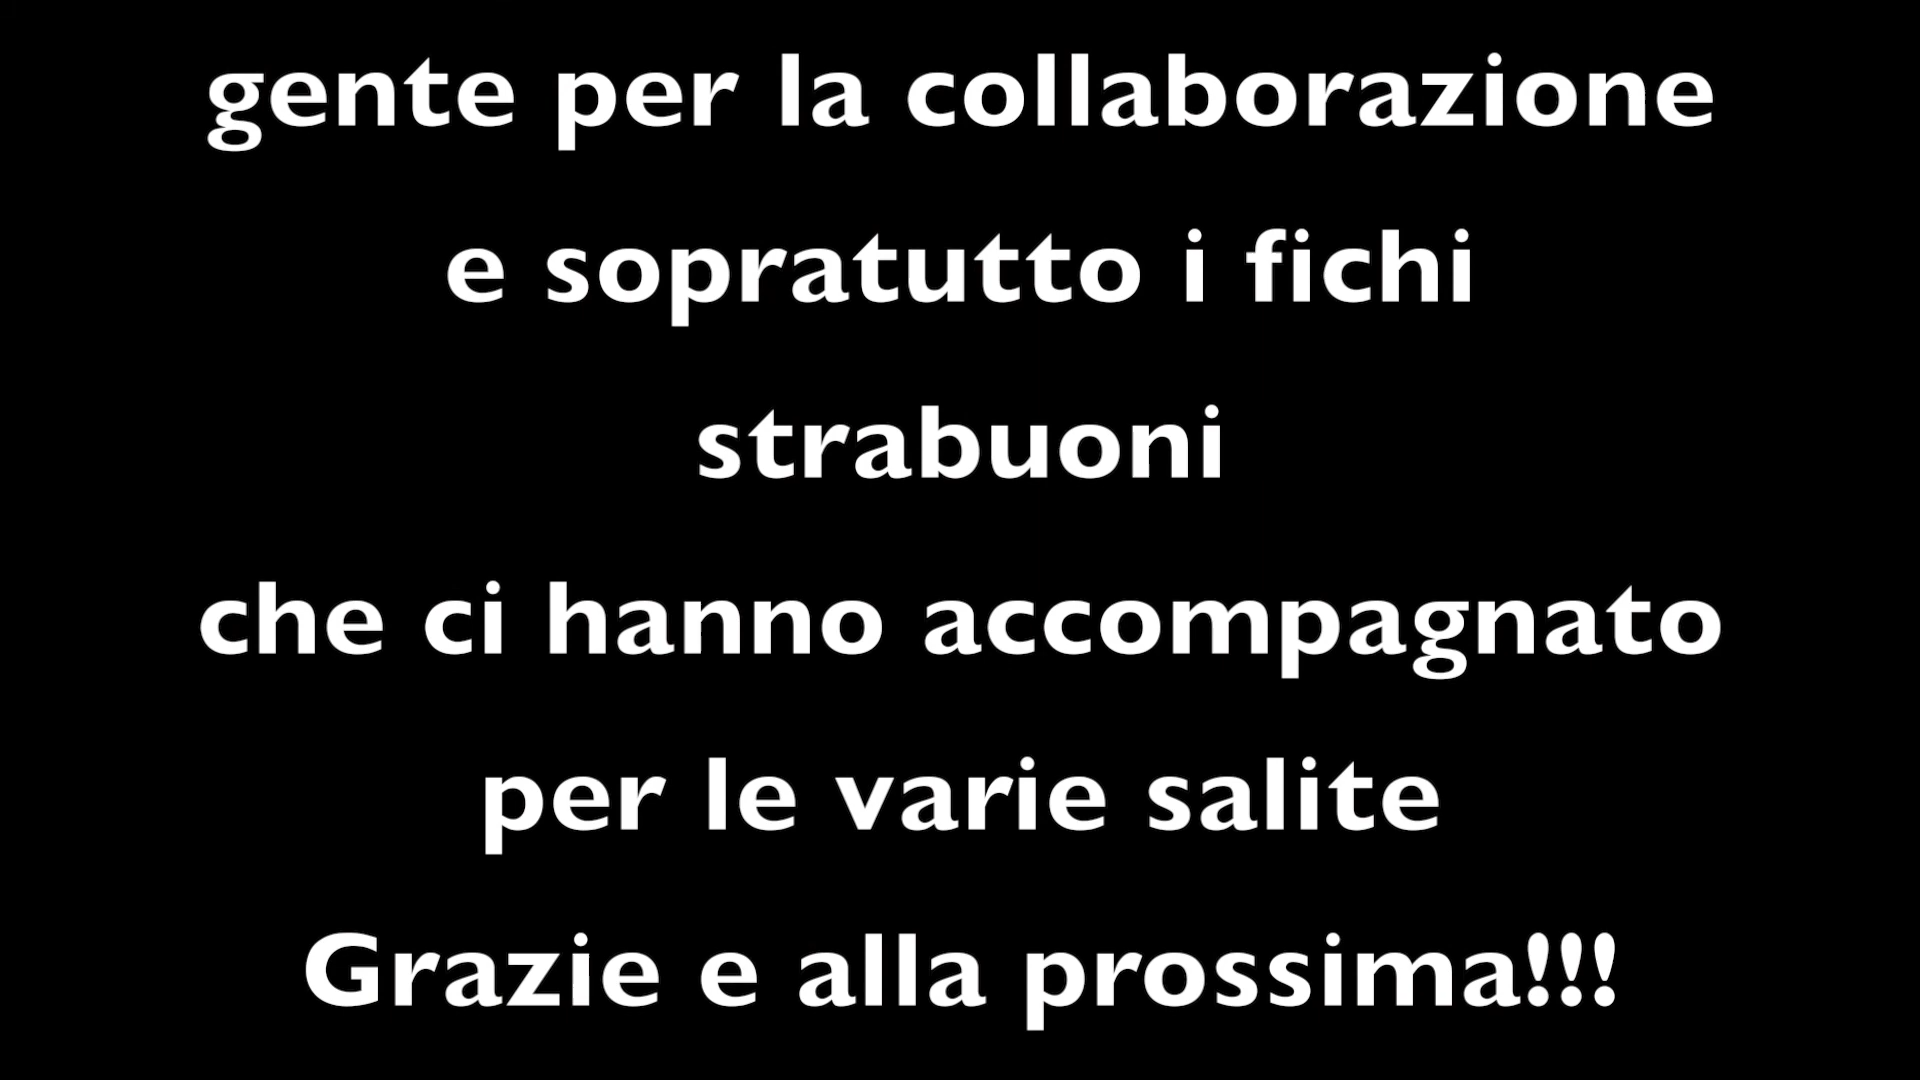 gente per la collaborazione
e sopratutto i fichi
strabuoni
che ci hanno accompagnato
per le varie salite
Grazie e alla prossima!!!